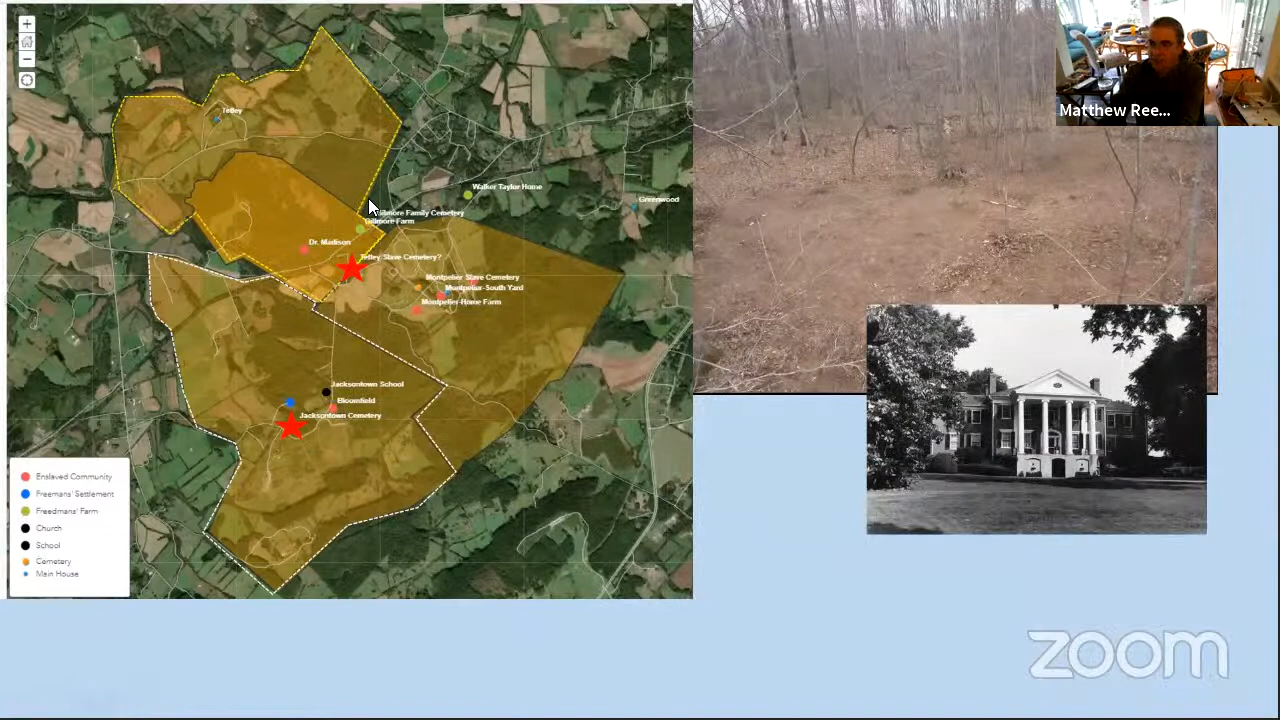 Tetley
Walker Taylor Home
Greenwood
Gilmore Family Cemetery
Gilmore Farm
Dr. Madison
Tetley Slave Cemetery?
Montpelier Slave Cemetery
Montpelier-South Yard
Montpelier-Home Farm
Jacksontown School
Bloomfield
Jacksontown Cemetery
Enslaved Community
Freemans' Settlement
Freedmans' Farm
Church
School
Cemetery
Main House
Matthew Ree...
zoom